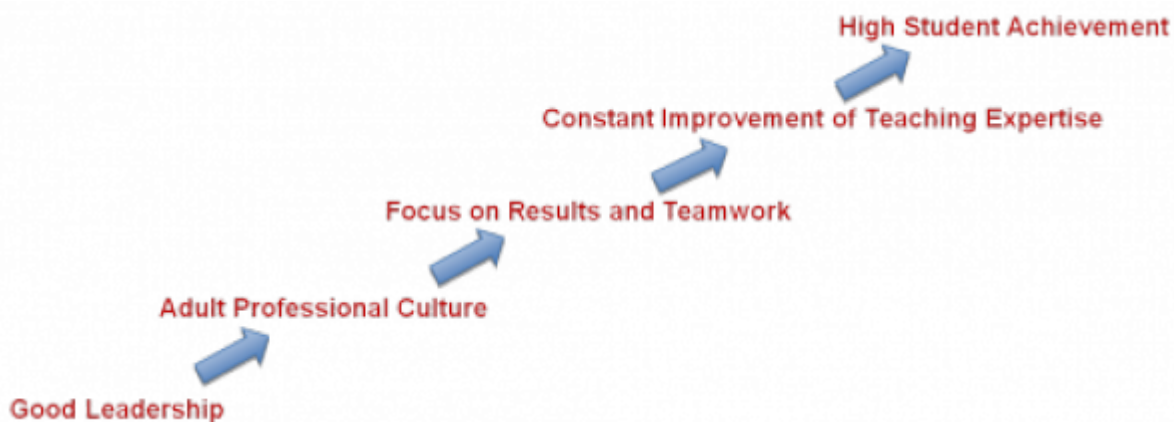 High Student Achievement
Constant Improvement of Teaching Expertise
Focus on Results and Teamwork
Adult Professional Culture
Good Leadership